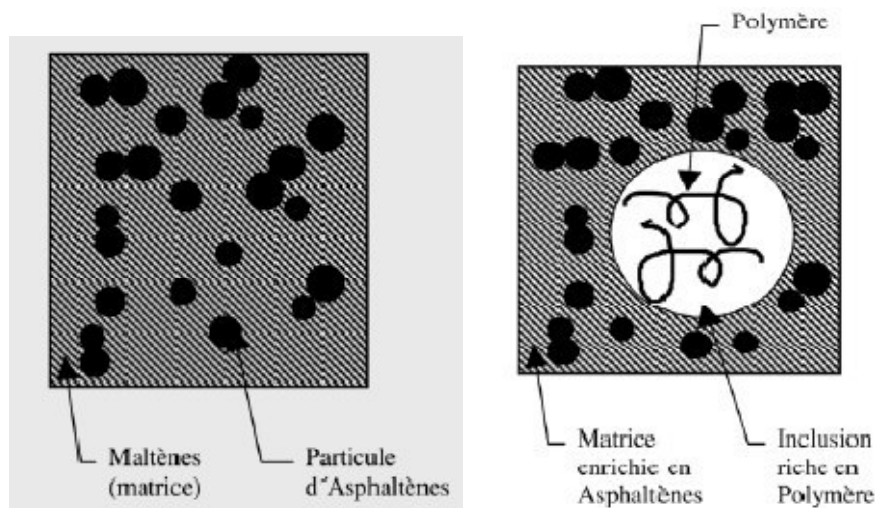 Polymère
Maltènes
(matrice)
Particule
d'Asphaltènes
Matrice
enrichie en
Asphaltènes
Inclusion
riche en
Polymère